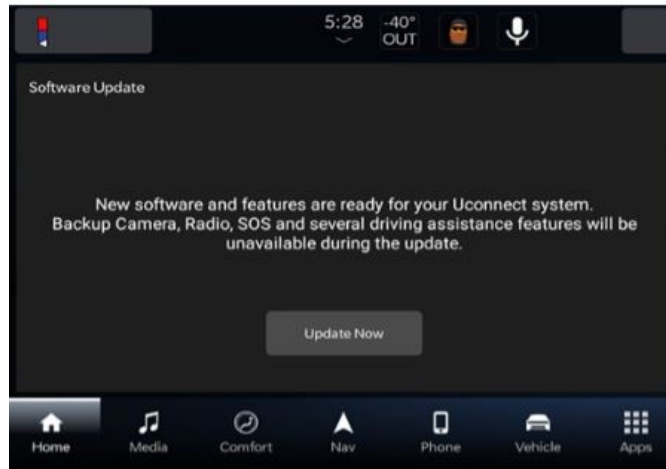 5:28
-40°
OUT
Software Update
New software and features are ready for your Uconnect system.
Backup Camera, Radio, SOS and several driving assistance features will be
unavailable during the update.
Update Now
Home Media Comfort Nav Phone Vehicle Apps